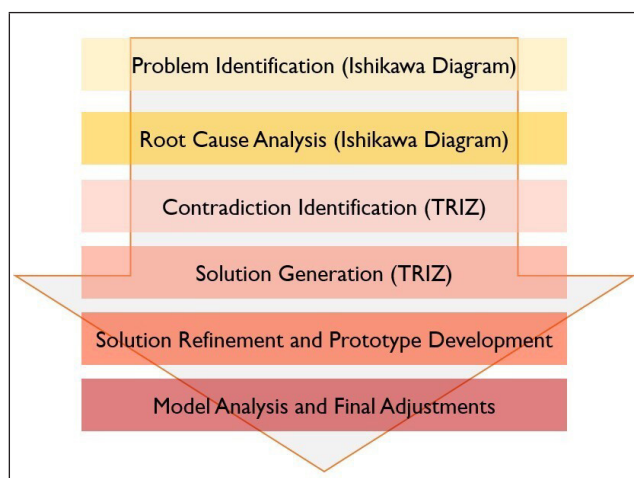 Problem Identification (Ishikawa Diagram)
Root Cause Analysis (Ishikawa Diagram)
Contradiction Identification (TRIZ)
Solution Generation (TRIZ)
Solution Refinement and Prototype Development
Model Analysis and Final Adjustments